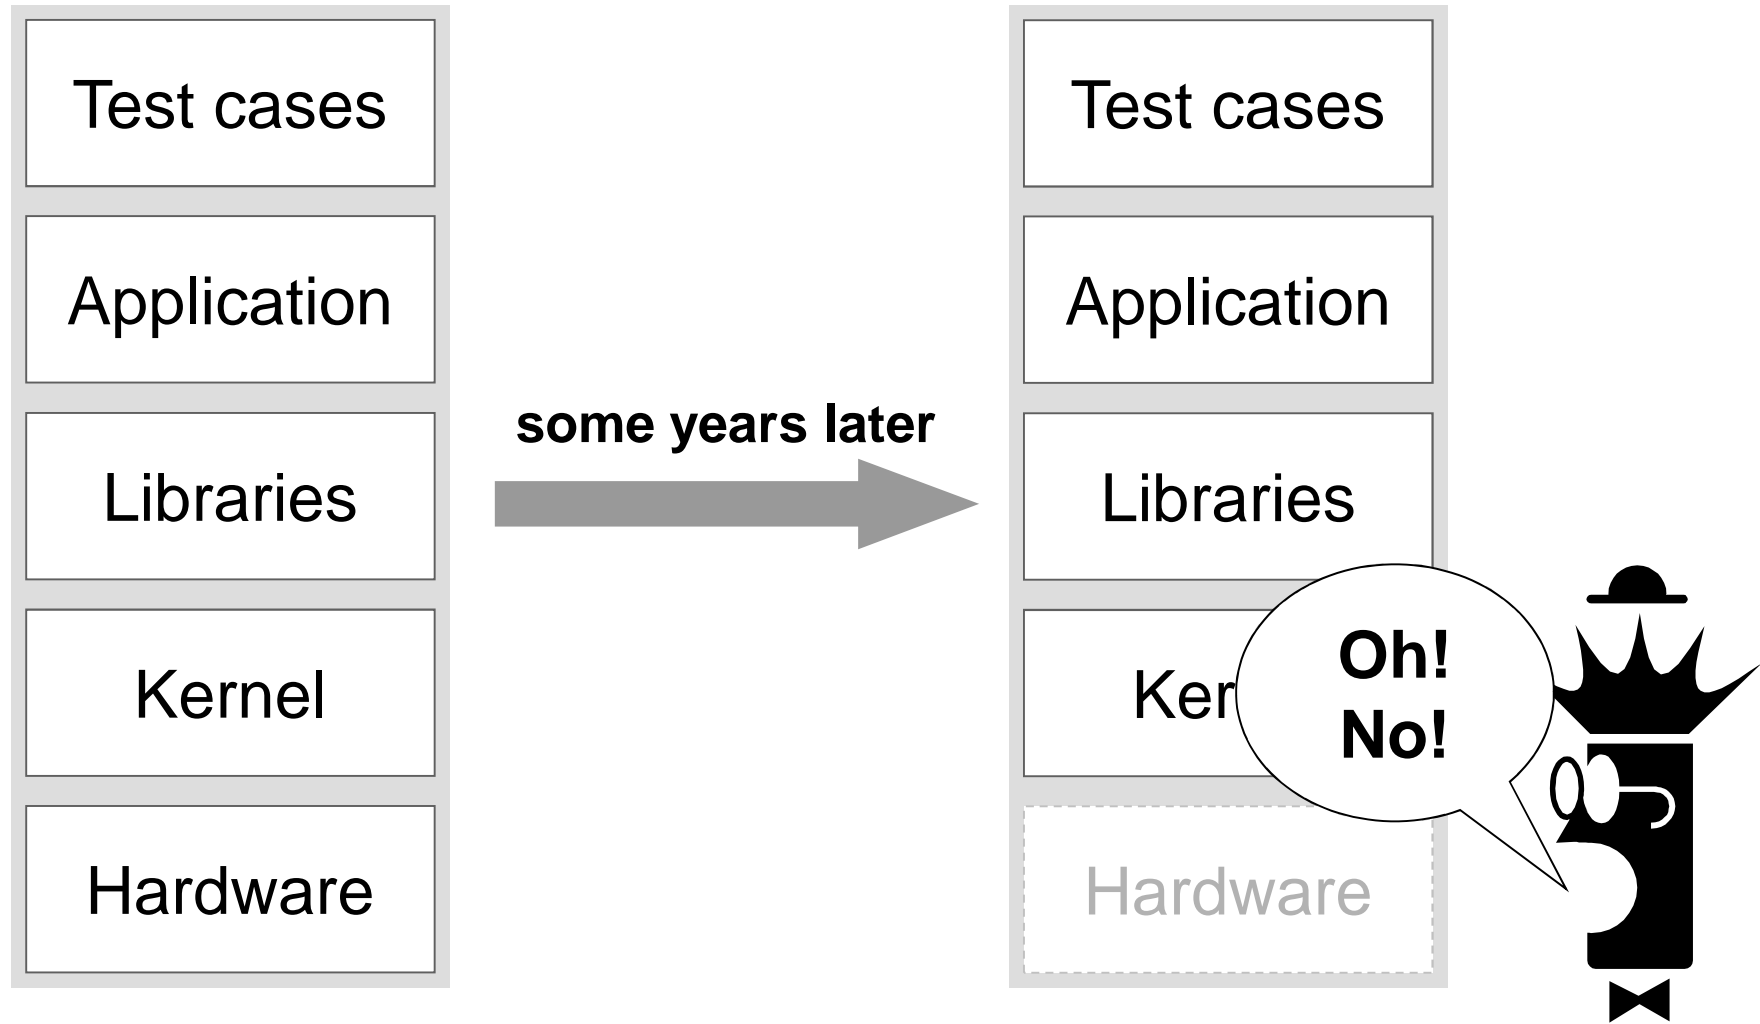 Test cases
Application
Libraries
Kernel
Hardware
some years later
Test cases
Application
Libraries
Ker
Oh!
No!
Hardware